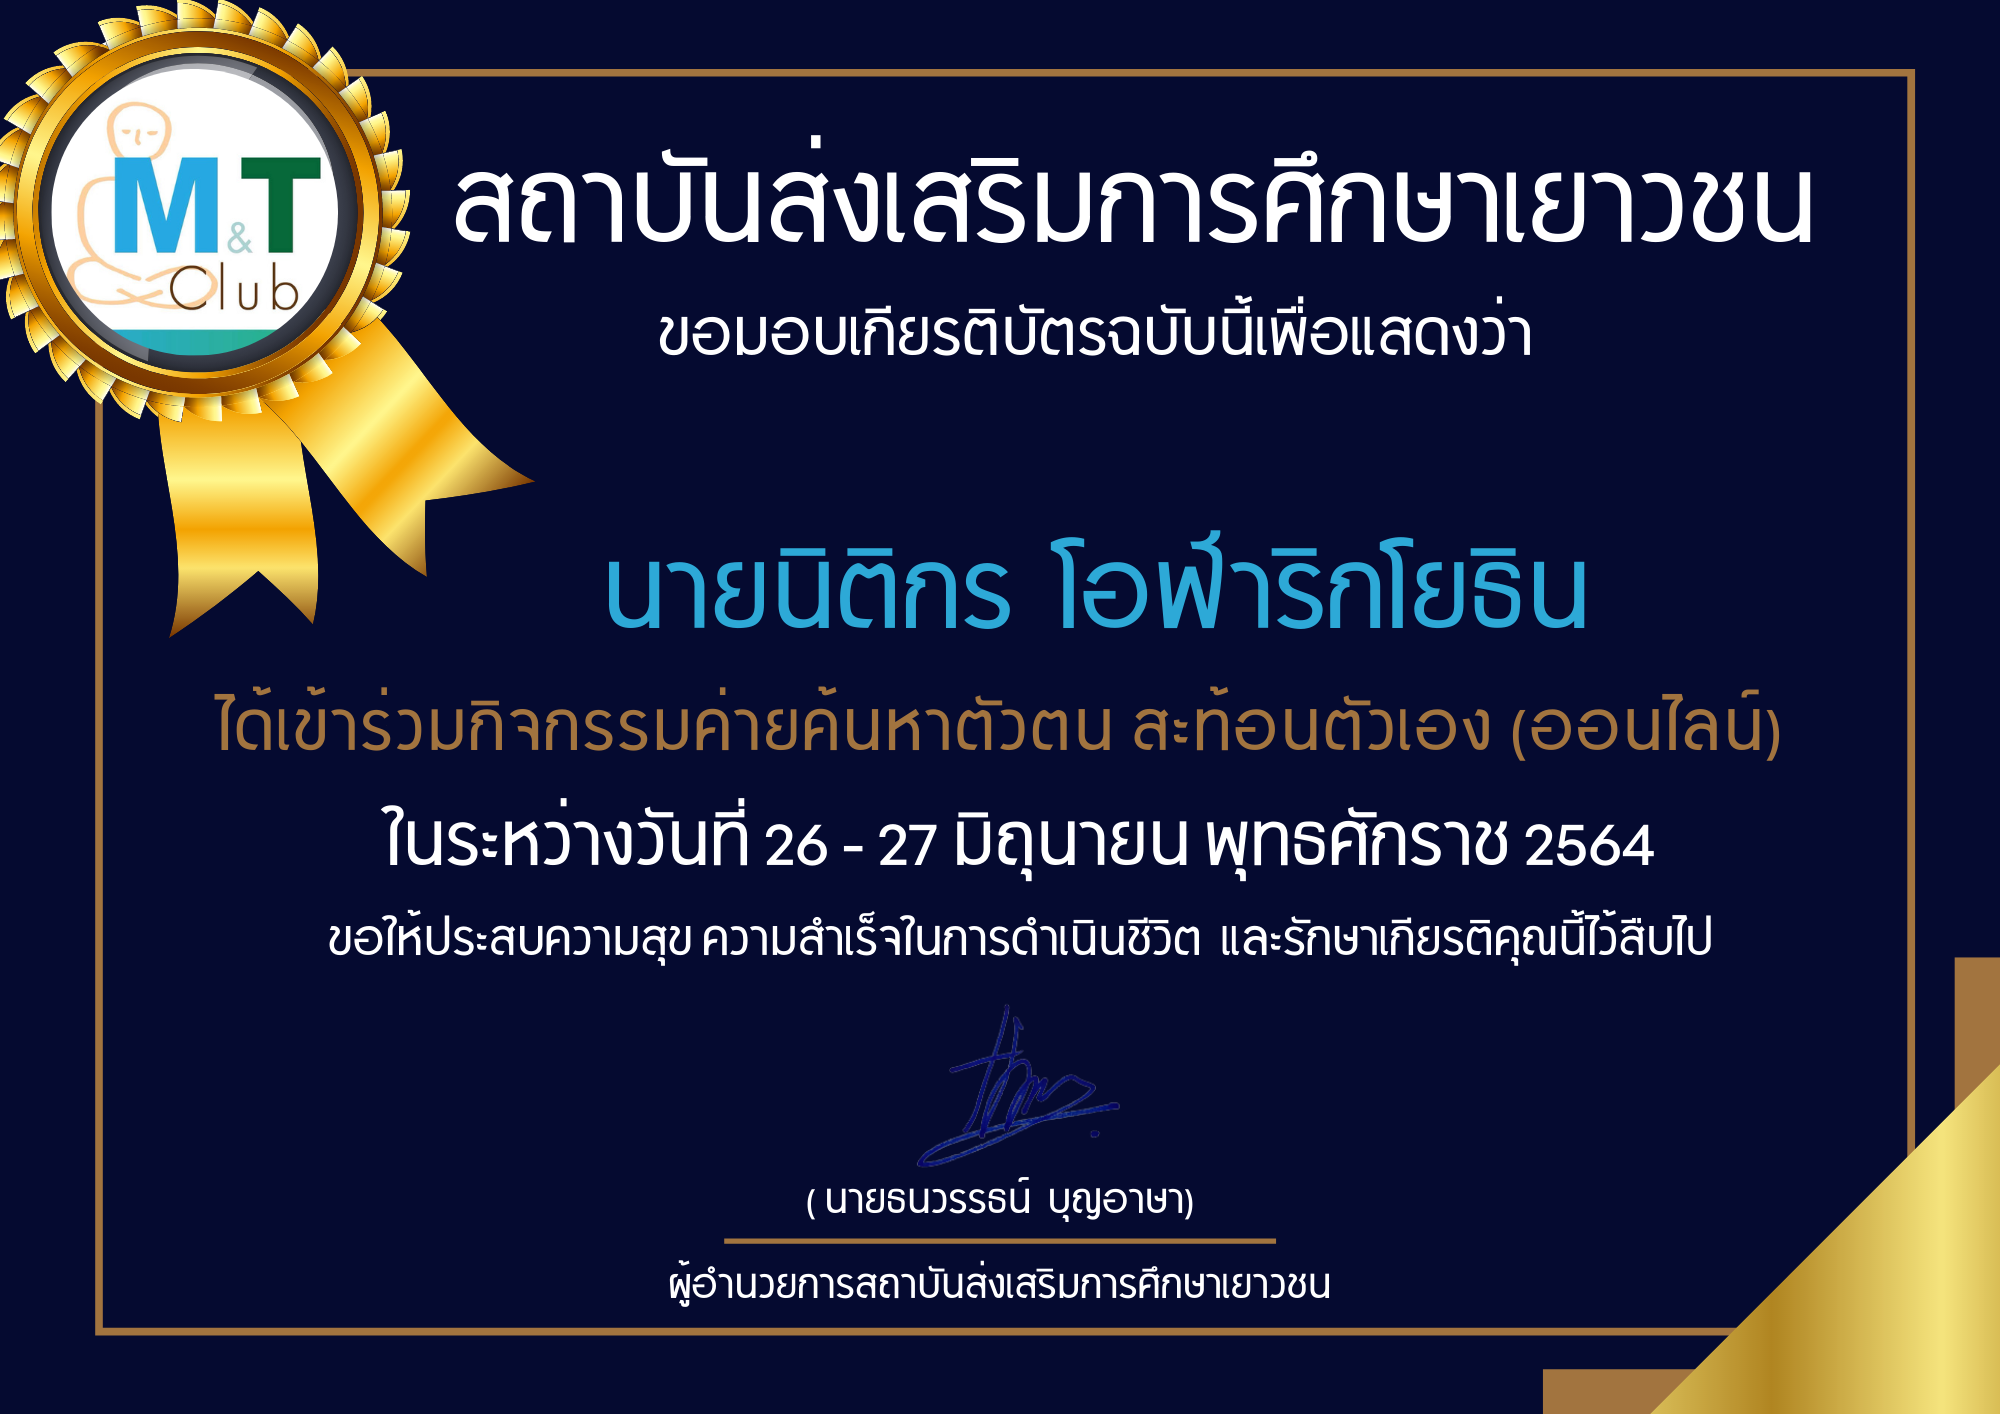 M&T
Club
สถาบันส่งเสริมการศึกษาเยาวชน
ขอมอบเกียรติบัตรฉบับนี้เพื่อแสดงว่า
นายนิติกร โอฬาริกโยธิน
ได้เข้าร่วมกิจกรรมค่ายค้นหาตัวตน สะท้อนตัวเอง (ออนไลน์)
ในระหว่างวันที่ 26 - 27 มิถุนายน พุทธศักราช 2564
ขอให้ประสบความสุข ความสำเร็จในการดำเนินชีวิต และรักษาเกียรติคุณนี้ไว้สืบไป
( นายธนวรรธน์ บุญอาษา)
ผู้อำนวยการสถาบันส่งเสริมการศึกษาเยาวชน